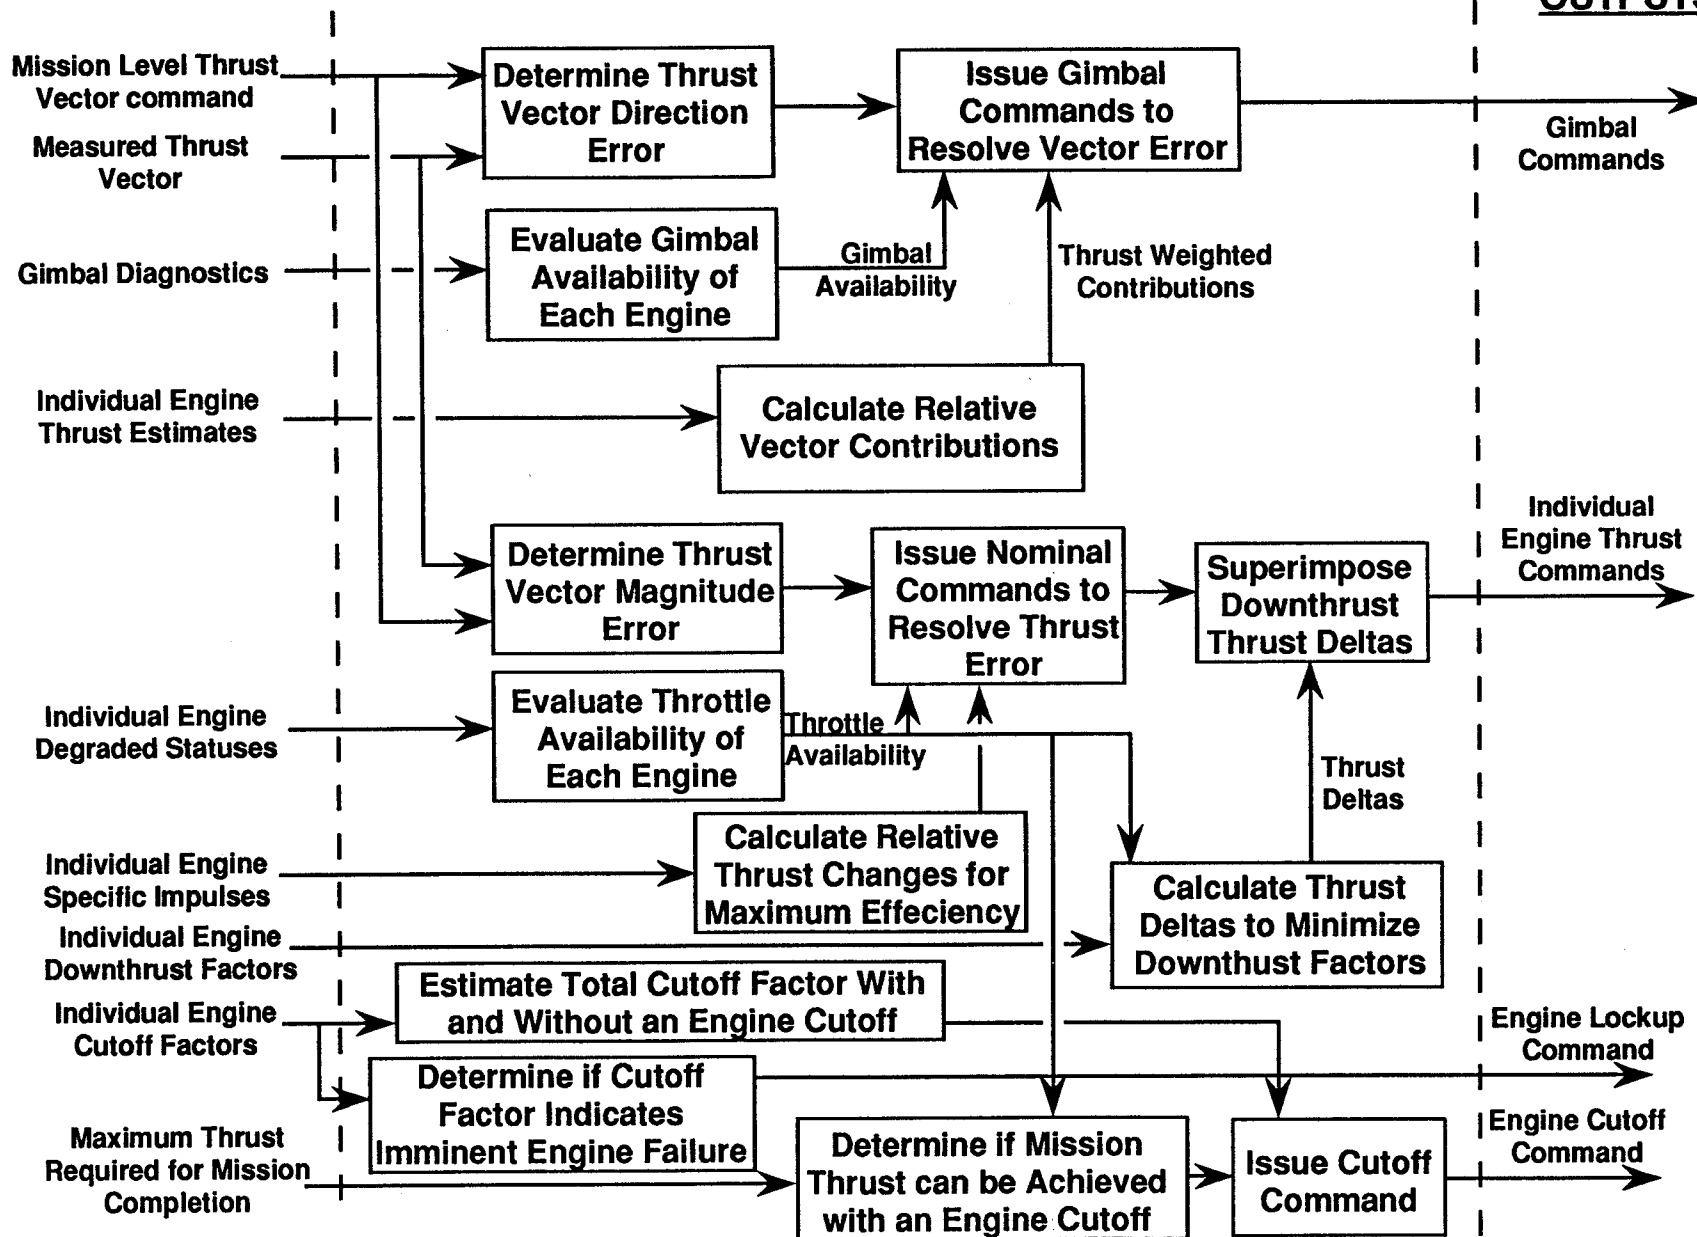 OUTPUTS
Mission Level Thrust
Vector command
Measured Thrust
Vector
Gimbal Diagnostics
Individual Engine
Thrust Estimates
Individual Engine
Degraded Statuses
Individual Engine
Specific Impulses
Individual Engine
Downthrust Factors
Individual Engine
Cutoff Factors
Maximum Thrust
Required for Mission
Completion
Determine Thrust
Vector Direction
Error
Issue Gimbal
Commands to
Resolve Vector Error
Gimbal
Commands
Evaluate Gimbal
Availability of
Each Engine
Gimbal
Availability
Thrust Weighted
Contributions
Calculate Relative
Vector Contributions
Determine Thrust
Vector Magnitude
Error
Issue Nominal
Commands to
Resolve Thrust
Error
Superimpose
Downthrust
Thrust Deltas
Individual
Engine Thrust
Commands
Evaluate Throttle
Availability of
Each Engine
Throttle
Availability
Thrust
Deltas
Calculate Relative
Thrust Changes for
Maximum Effeciency
Calculate Thrust
Deltas to Minimize
Downthust Factors
Estimate Total Cutoff Factor With
and Without an Engine Cutoff
Determine if Cutoff
Factor Indicates
Imminent Engine Failure
Engine Lockup
Command
Determine if Mission
Thrust can be Achieved
with an Engine Cutoff
Issue Cutoff
Command
Engine Cutoff
Command